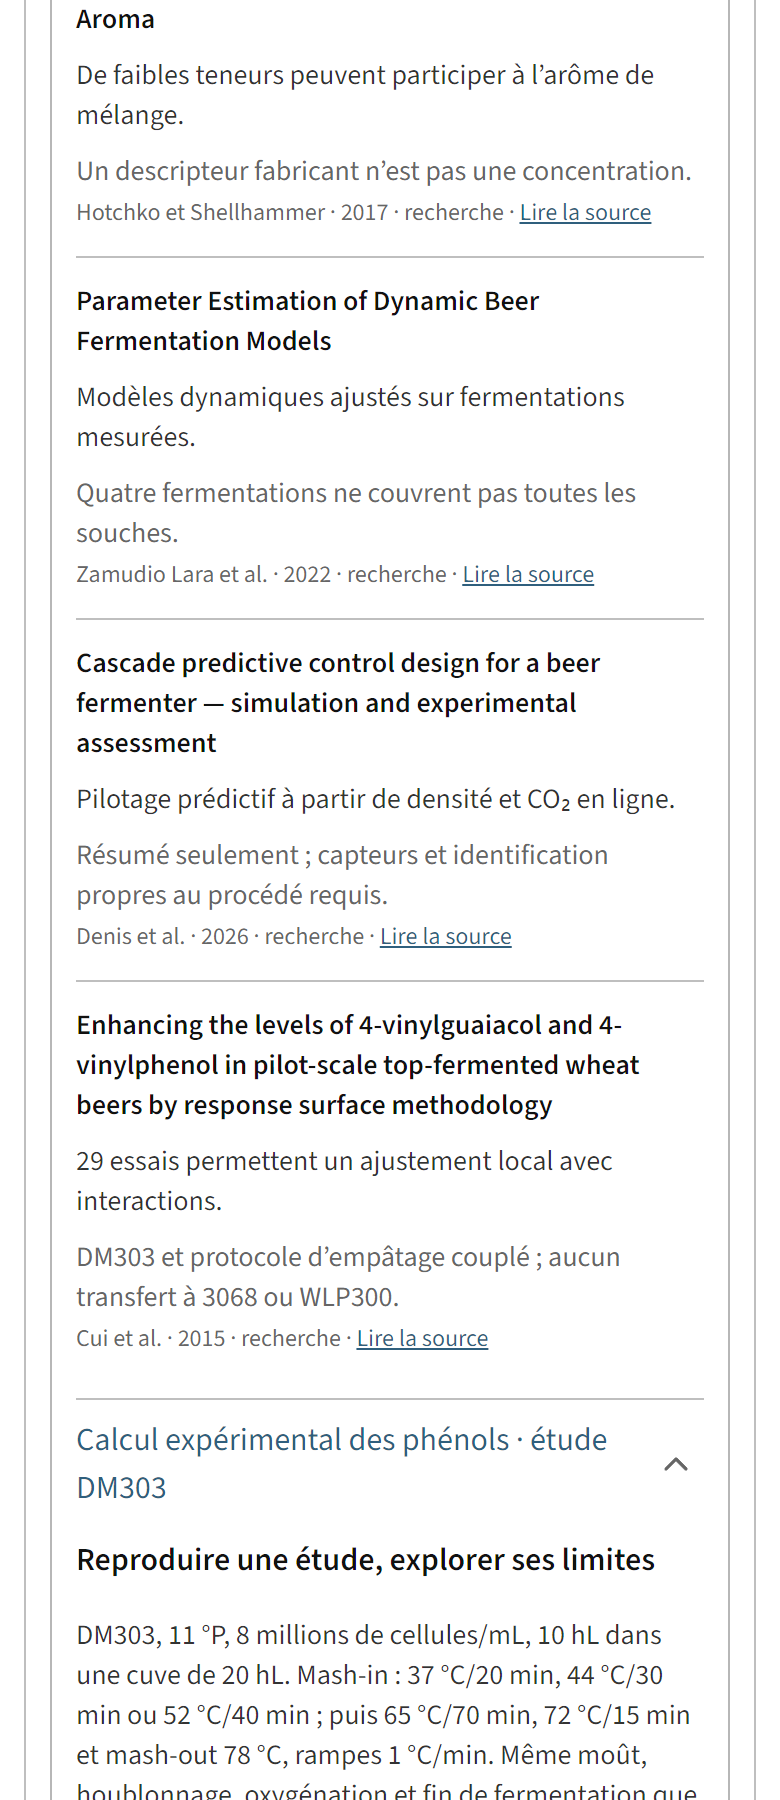 Aroma
De faibles teneurs peuvent participer à l’arôme de
mélange.
Un descripteur fabricant n’est pas une concentration.
Hotchko et Shellhammer · 2017 · recherche · Lire la source
Parameter Estimation of Dynamic Beer
Fermentation Models
Modèles dynamiques ajustés sur fermentations
mesurées.
Quatre fermentations ne couvrent pas toutes les
souches.
Zamudio Lara et al. · 2022 · recherche · Lire la source
Cascade predictive control design for a beer
fermenter — simulation and experimental
assessment
Pilotage prédictif à partir de densité et CO₂ en ligne.
Résumé seulement ; capteurs et identification
propres au procédé requis.
Denis et al. · 2026 · recherche · Lire la source
Enhancing the levels of 4-vinylguaiacol and 4-
vinylphenol in pilot-scale top-fermented wheat
beers by response surface methodology
29 essais permettent un ajustement local avec
interactions.
DM303 et protocole d’empâtage couplé ; aucun
transfert à 3068 ou WLP300.
Cui et al. · 2015 · recherche · Lire la source
Calcul expérimental des phénols · étude
DM303
Reproduire une étude, explorer ses limites
DM303, 11 °P, 8 millions de cellules/mL, 10 hL dans
une cuve de 20 hL. Mash-in : 37 °C/20 min, 44 °C/30
min ou 52 °C/40 min ; puis 65 °C/70 min, 72 °C/15 min
et mash-out 78 °C, rampes 1 °C/min. Même moût,
houblonnage, oxygénation et fin de fermentation que